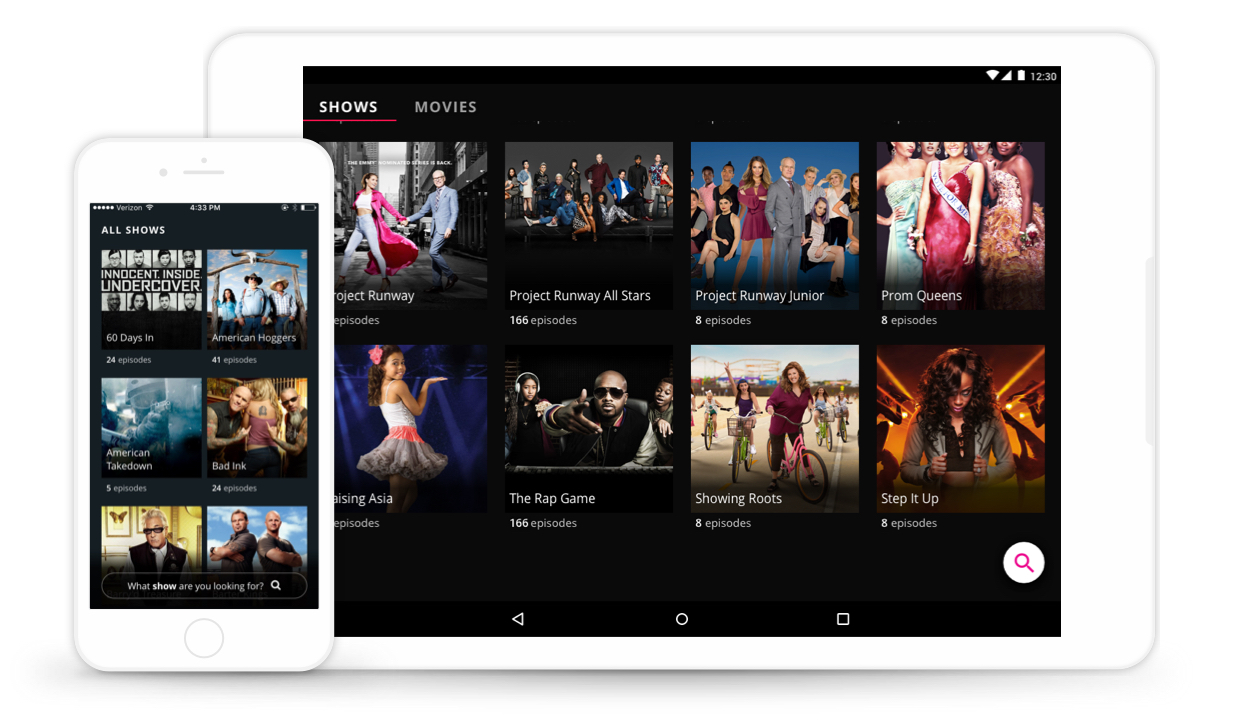 12:30
SHOWS MOVIES
THE EMMY® NOMINATED SERIES IS BACK.
roject Runway
episodes
Project Runway All Stars
166 episodes
Project Runway Junior
8 episodes
Prom Queens
8 episodes
aising Asia
episodes
The Rap Game
166 episodes
Showing Roots
8 episodes
Step It Up
8 episodes
Verizon 4:33 PM
ALL SHOWS
INNOCENT. INSIDE.
UNDERCOVER.
60 Days In
24 episodes
American Hoggers
41 episodes
American
Takedown
5 episodes
Bad Ink
24 episodes
What show are you looking for?